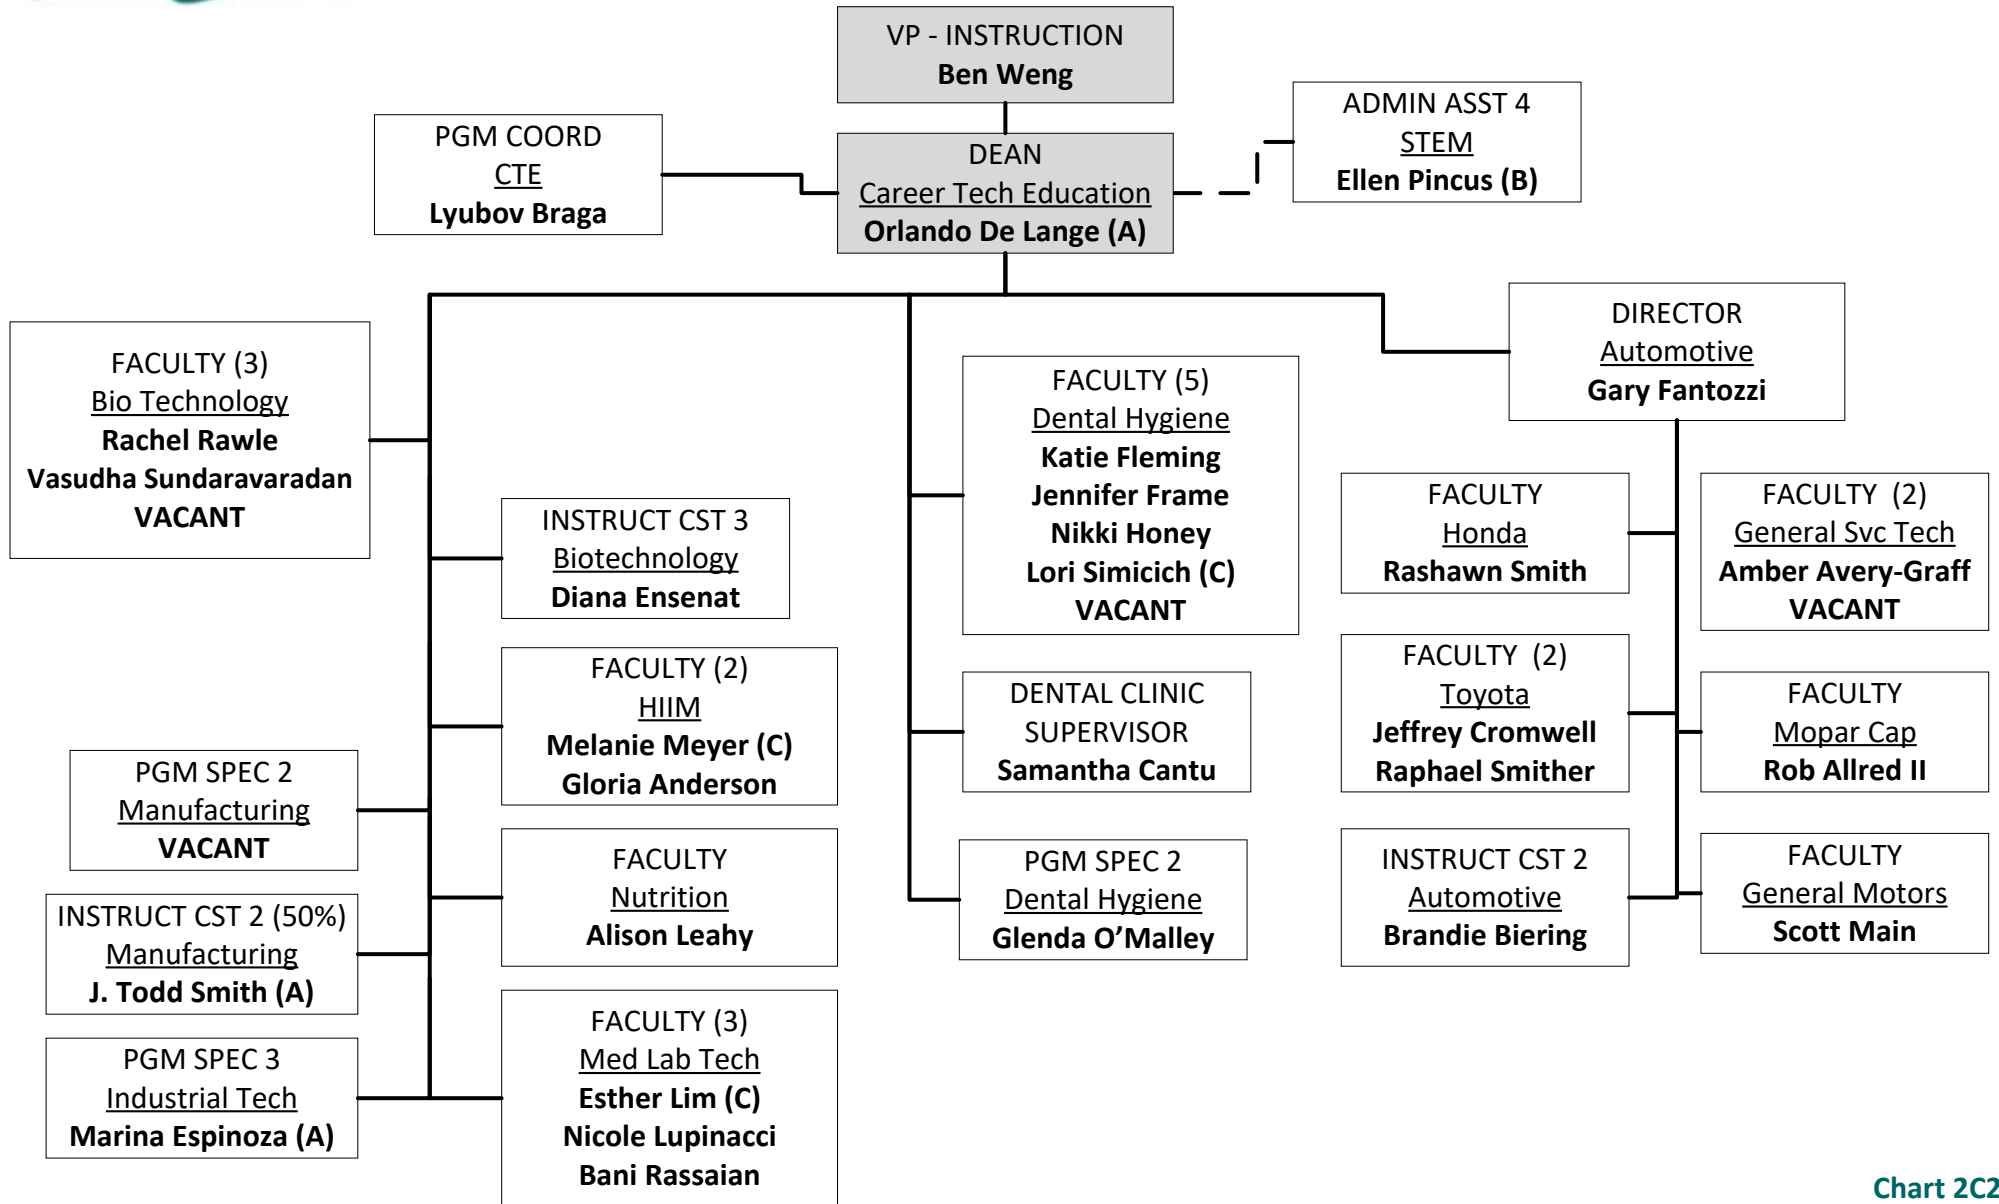 VP - INSTRUCTION
Ben Weng
PGM COORD
CTE
Lyubov Braga
DEAN
Career Tech Education
Orlando De Lange (A)
ADMIN ASST 4
STEM
Ellen Pincus (B)
FACULTY (3)
Bio Technology
Rachel Rawle
Vasudha Sundaravaradan
VACANT
INSTRUCT CST 3
Biotechnology
Diana Ensenat
FACULTY (2)
HIIM
Melanie Meyer (C)
Gloria Anderson
PGM SPEC 2
Manufacturing
VACANT
FACULTY
Nutrition
Alison Leahy
INSTRUCT CST 2 (50%)
Manufacturing
J. Todd Smith (A)
PGM SPEC 3
Industrial Tech
Marina Espinoza (A)
FACULTY (3)
Med Lab Tech
Esther Lim (C)
Nicole Lupinacci
Bani Rassaian
FACULTY (5)
Dental Hygiene
Katie Fleming
Jennifer Frame
Nikki Honey
Lori Simicich (C)
VACANT
DENTAL CLINIC
SUPERVISOR
Samantha Cantu
PGM SPEC 2
Dental Hygiene
Glenda O’Malley
DIRECTOR
Automotive
Gary Fantozzi
FACULTY
Honda
Rashawn Smith
FACULTY (2)
General Svc Tech
Amber Avery-Graff
VACANT
FACULTY (2)
Toyota
Jeffrey Cromwell
Raphael Smither
FACULTY
Mopar Cap
Rob Allred II
INSTRUCT CST 2
Automotive
Brandie Biering
FACULTY
General Motors
Scott Main
Chart 2C2